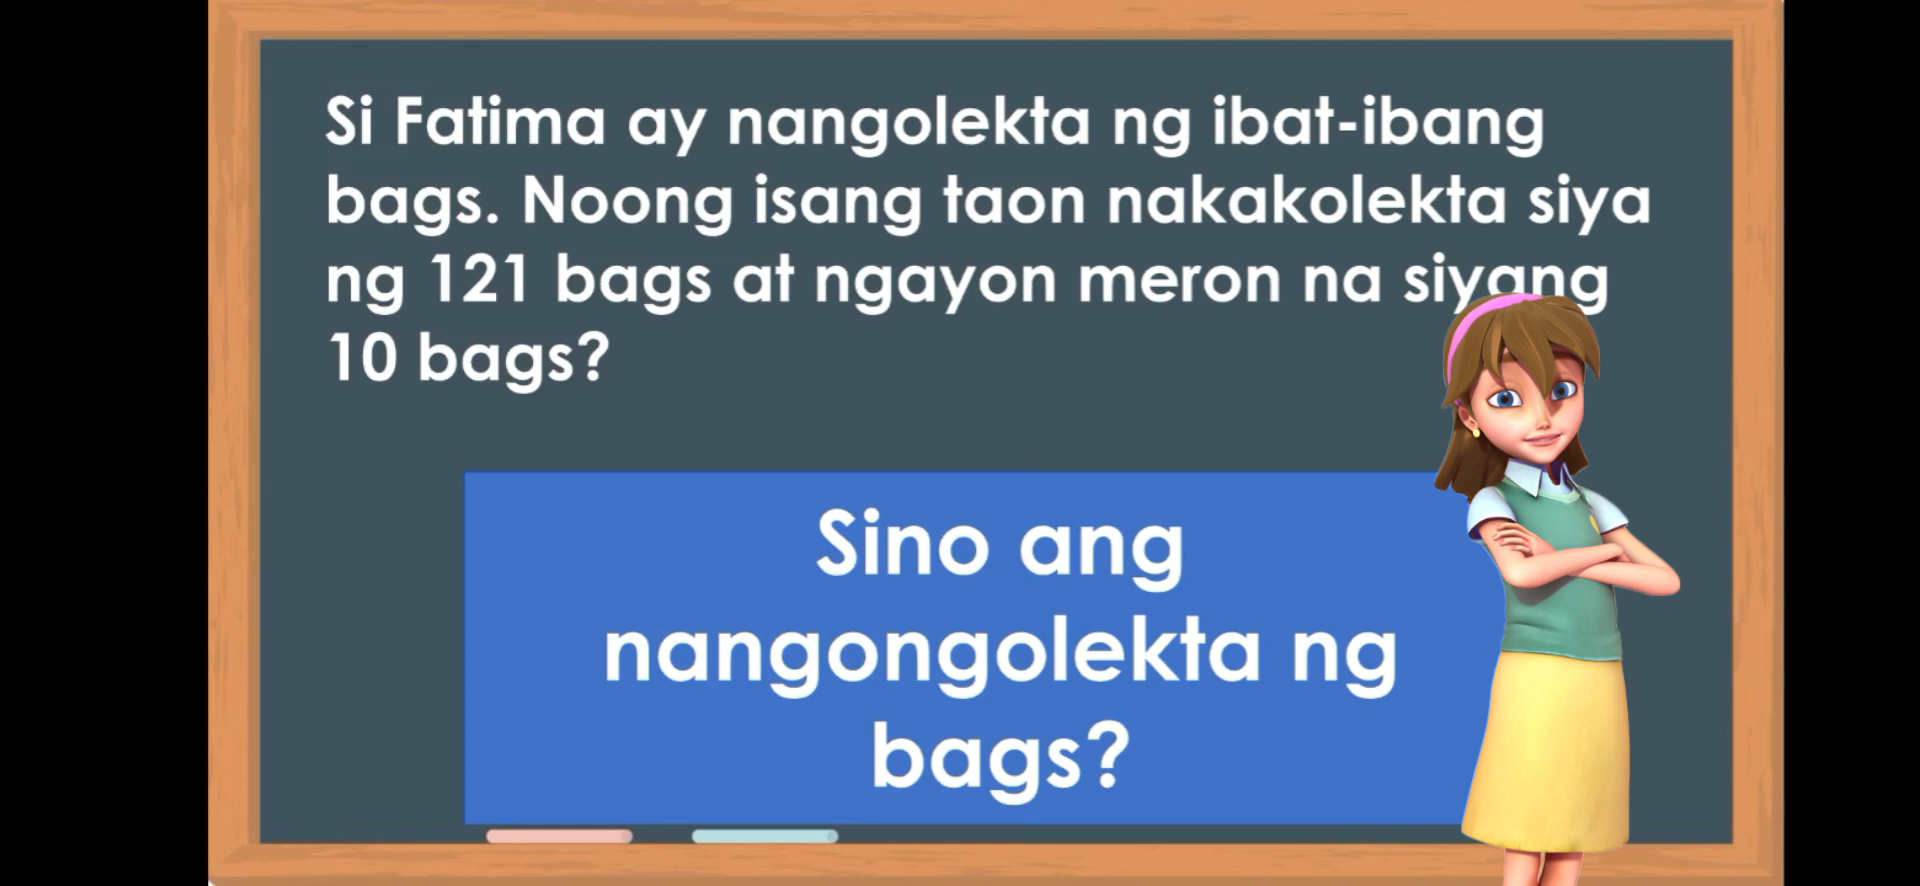 Si Fatima ay nangolekta ng ibat-ibang
bags. Noong isang taon nakakolekta siya
ng 121 bags at ngayon meron na siyang
10 bags?
Sino ang
nangongolekta ng
bags?